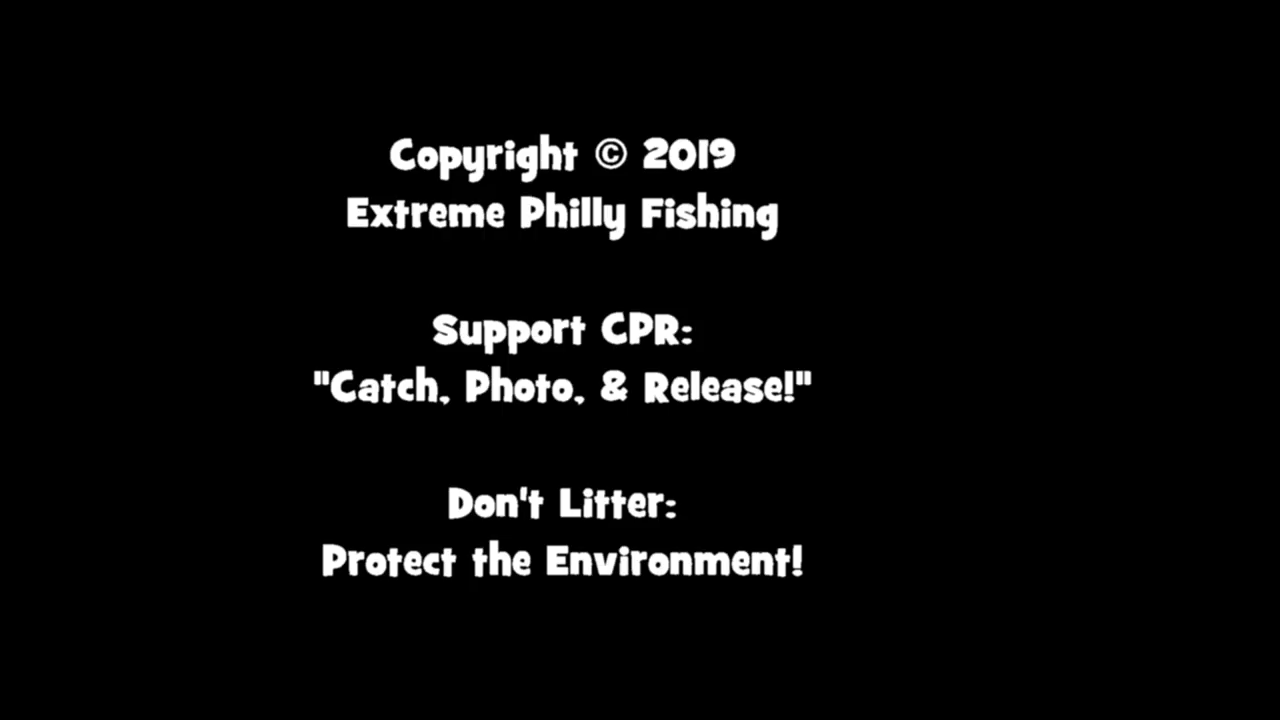 Copyright © 2019
Extreme Philly Fishing
Support CPR:
"Catch, Photo, & Release!"
Don't Litter:
Protect the Environment!